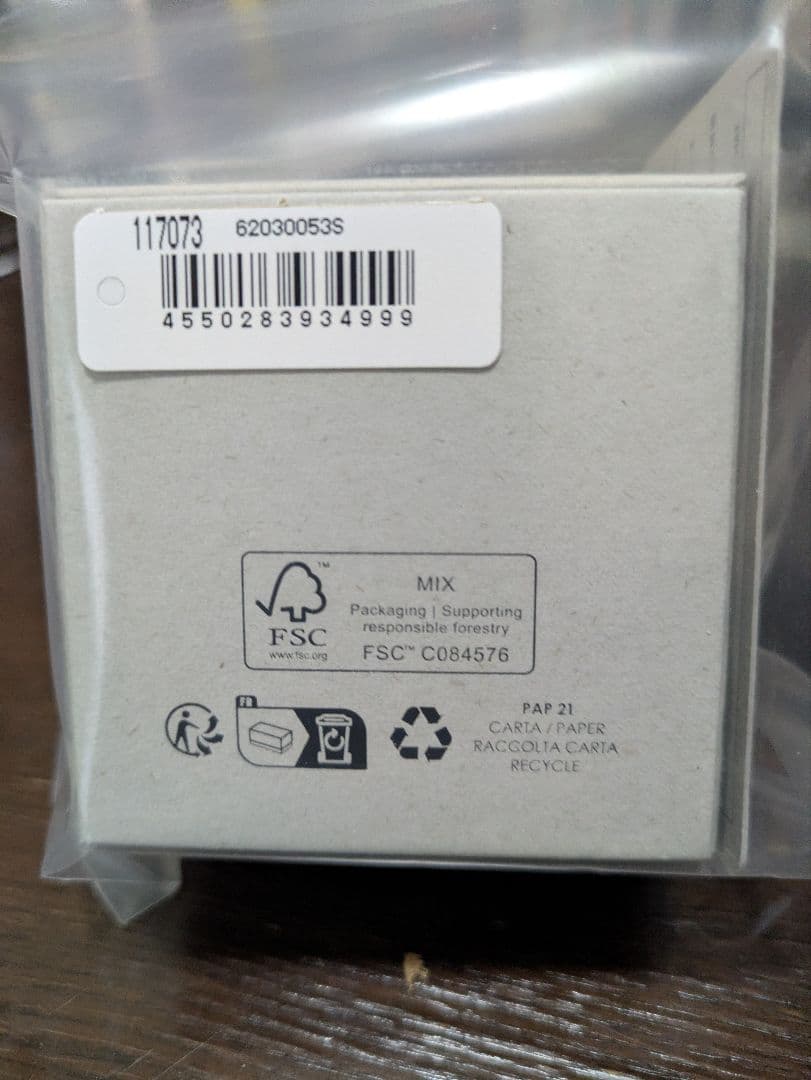 117073 62030053S
4550283934999
TM
MIX
Packaging | Supporting
responsible forestry
FSC
www.fsc.org
FSC™ C084576
FR
PAP 21
CARTA / PAPER
RACCOLTA CARTA
RECYCLE